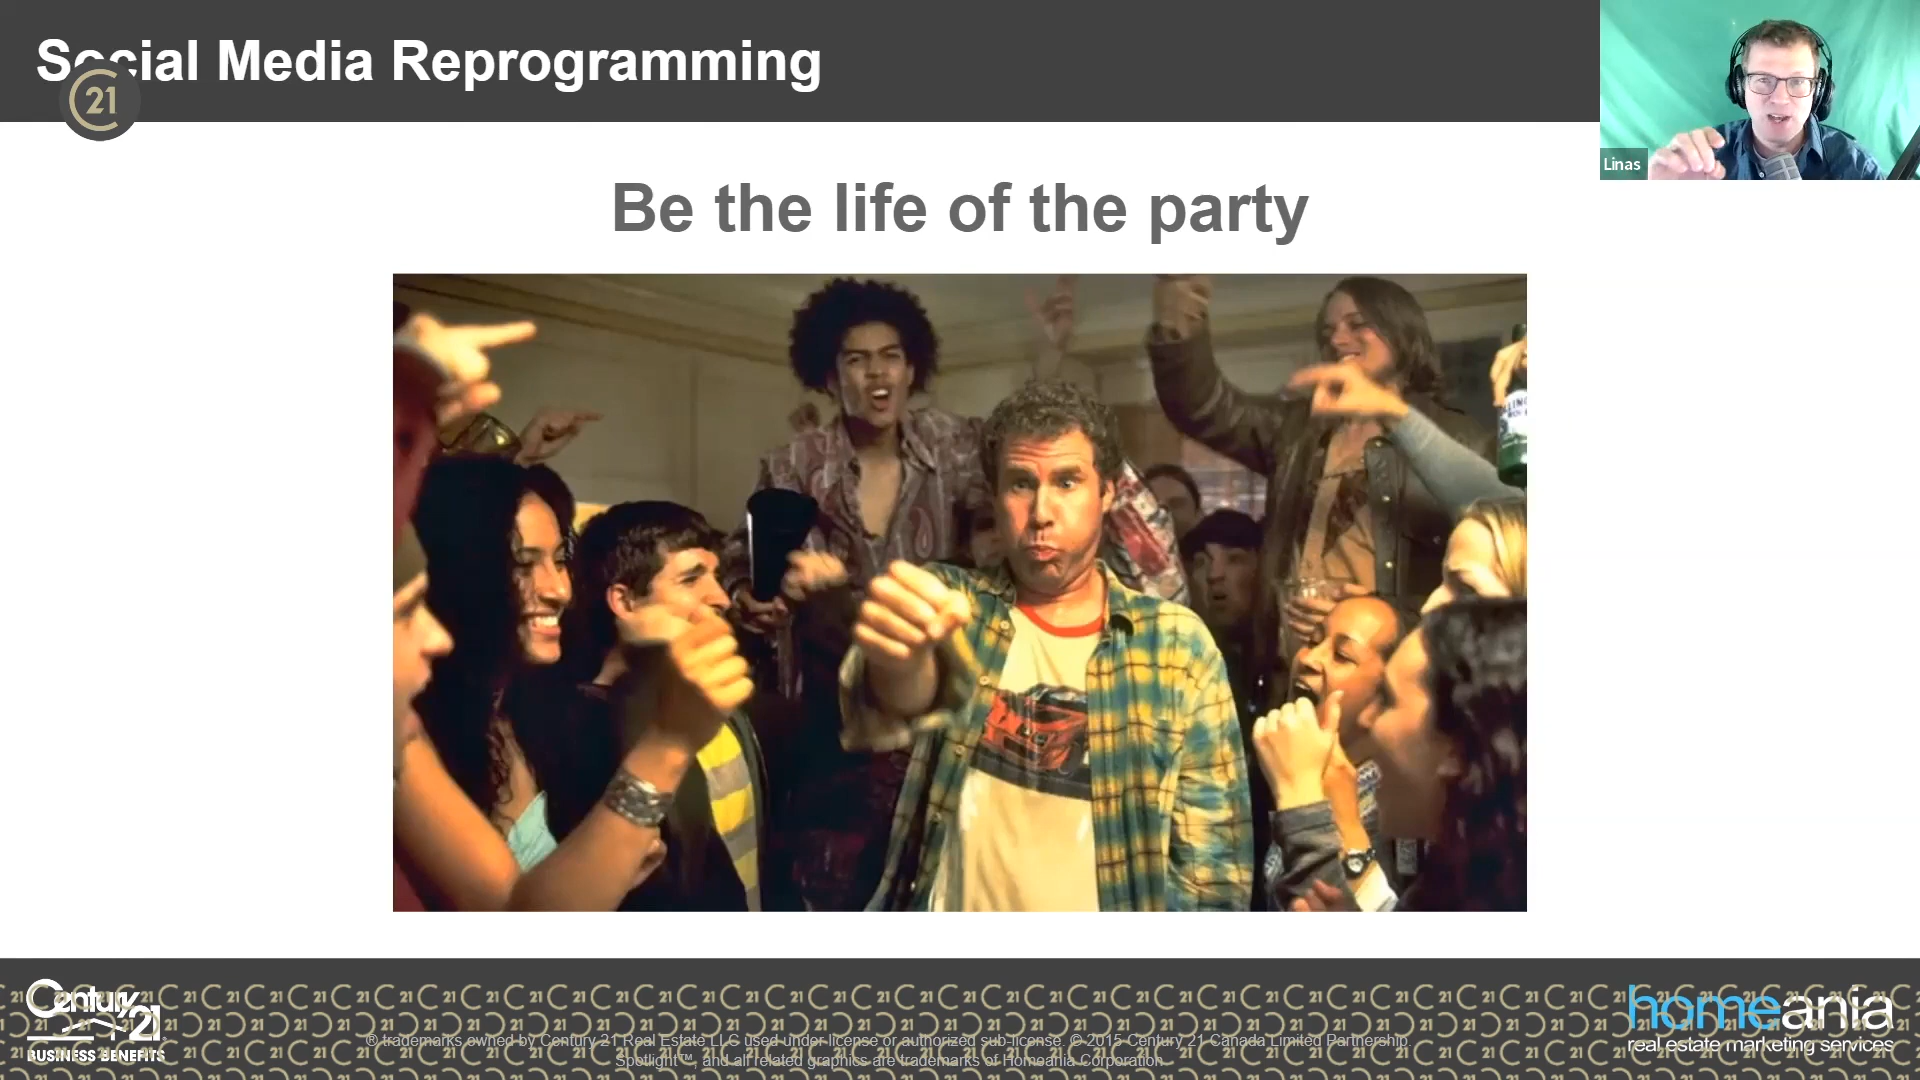 Social Media Reprogramming
21
Linas
Be the life of the party
Century 21
BUSINESS BENEFITS
® trademarks owned by Century 21 Real Estate LLC used under license or authorized sub-license. © 2015 Century 21 Canada Limited Partnership.
Spotlight™, and all related graphics are trademarks of Homeania Corporation
homeania
real estate marketing services